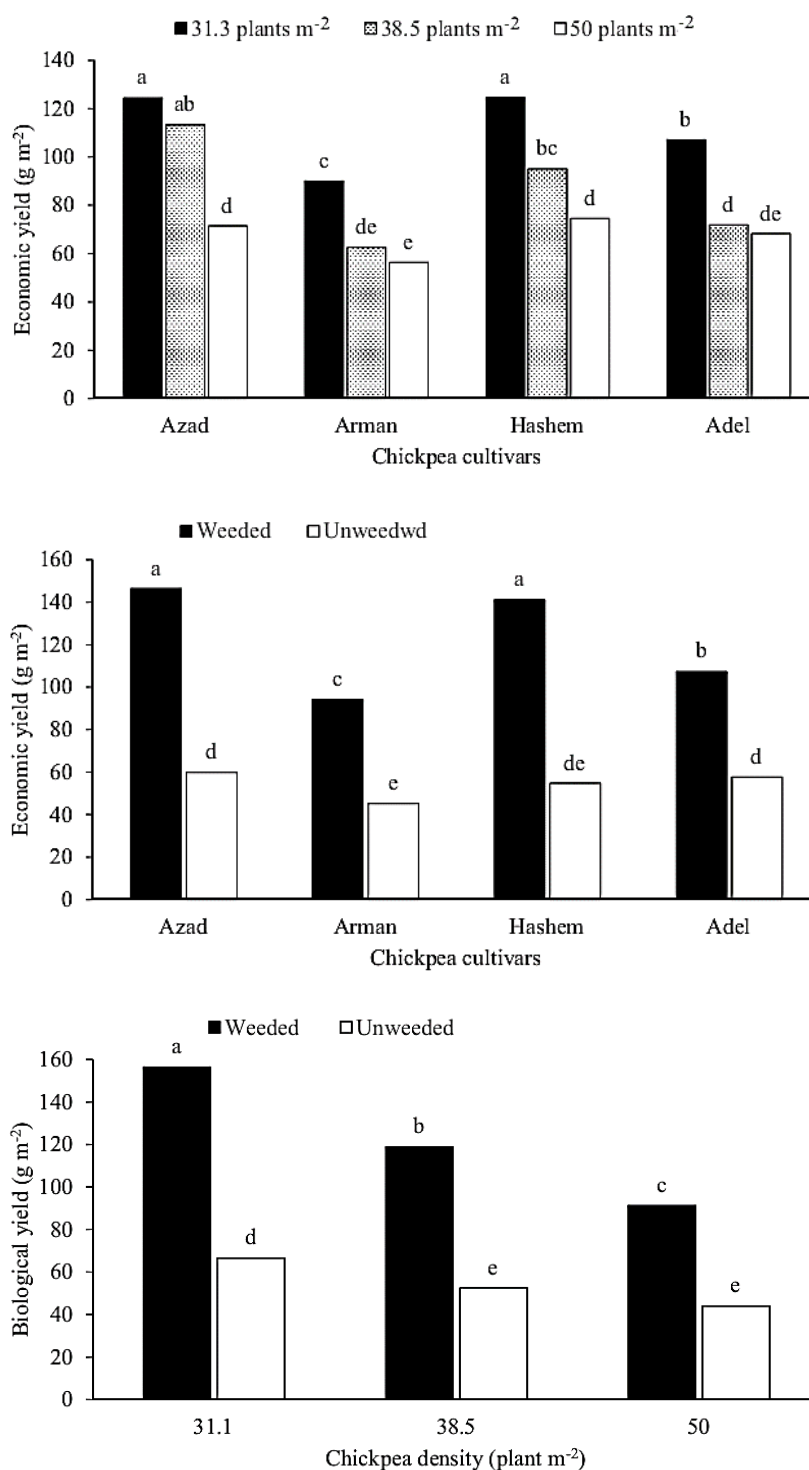 31.3 plants m-2 38.5 plants m-2 50 plants m-2
140
120
100
80
60
40
20
0
Economic yield (g m-2)
a ab d c de e a bc d b d de
Azad Arman Hashem Adel
Chickpea cultivars
Weeded Unweedwd
160
140
120
100
80
60
40
20
0
Economic yield (g m-2)
a d c e a de b d
Azad Arman Hashem Adel
Chickpea cultivars
Weeded Unweeded
160
140
120
100
80
60
40
20
0
Biological yield (g m-2)
a d b e c e
31.1 38.5 50
Chickpea density (plant m-2)